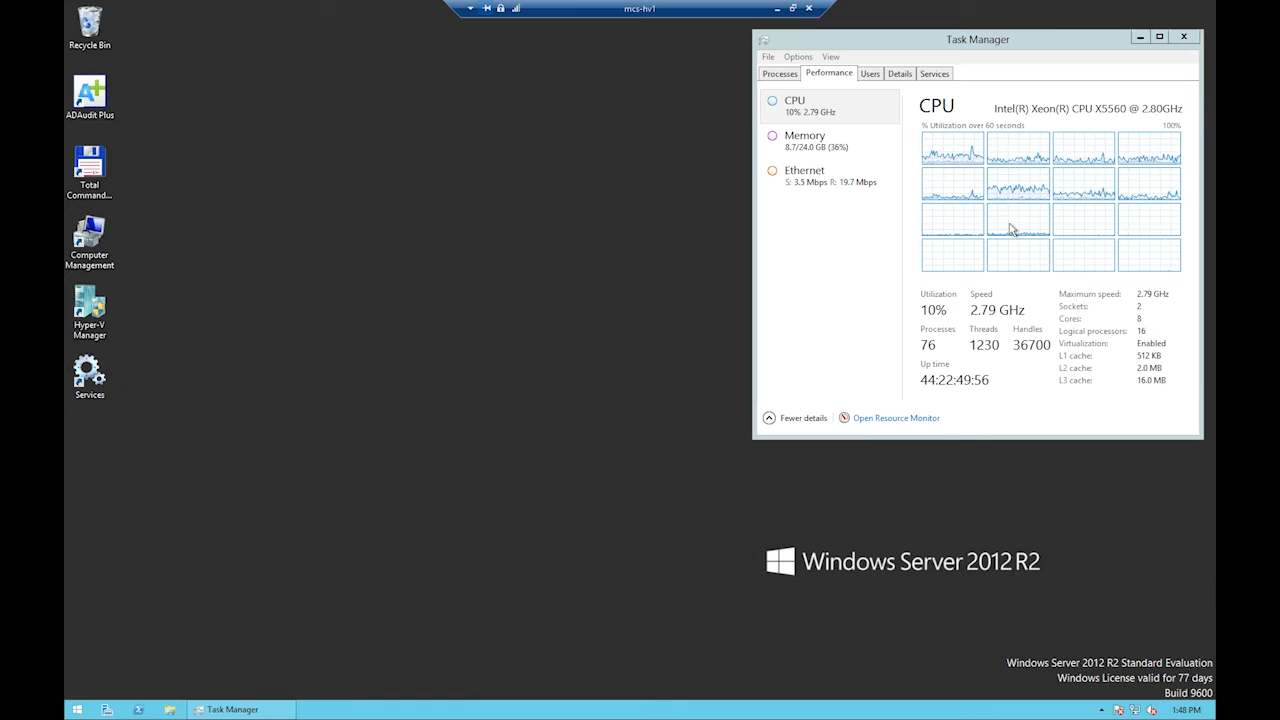 mcs-hv1
Recycle Bin
ADAudit Plus
Total
Command...
Computer
Management
Hyper-V
Manager
Services
Task Manager
File Options View
Processes Performance Users Details Services
CPU
10% 2.79 GHz
Memory
8.7/24.0 GB (36%)
Ethernet
S: 3.5 Mbps R: 19.7 Mbps
CPU Intel(R) Xeon(R) CPU X5560 @ 2.80GHz
% Utilization over 60 seconds 100%
Utilization Speed
10% 2.79 GHz
Processes Threads Handles
76 1230 36700
Up time
44:22:49:56
Maximum speed: 2.79 GHz
Sockets: 2
Cores: 8
Logical processors: 16
Virtualization: Enabled
L1 cache: 512 KB
L2 cache: 2.0 MB
L3 cache: 16.0 MB
Fewer details Open Resource Monitor
Windows Server 2012 R2
Windows Server 2012 R2 Standard Evaluation
Windows License valid for 77 days
Build 9600
Task Manager
1:48 PM